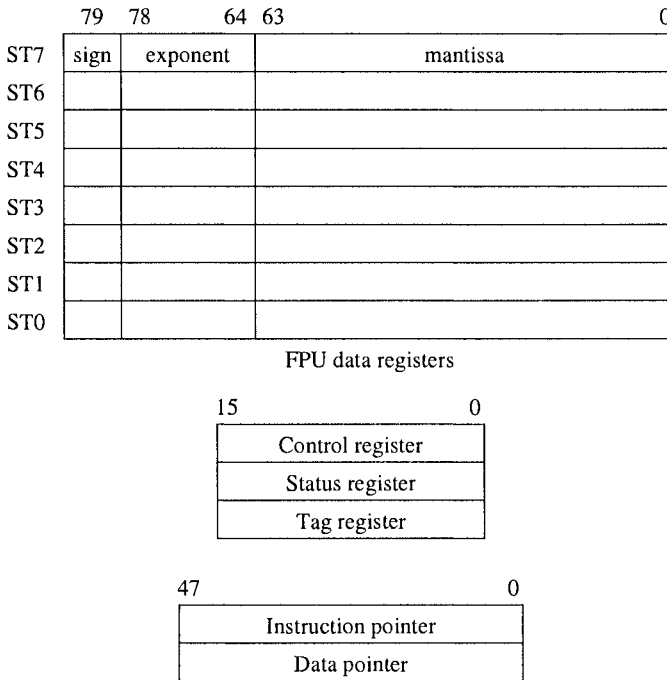 79 78 64 63 0
ST7 sign exponent mantissa
ST6
ST5
ST4
ST3
ST2
ST1
ST0
FPU data registers
15 0
Control register
Status register
Tag register
47 0
Instruction pointer
Data pointer